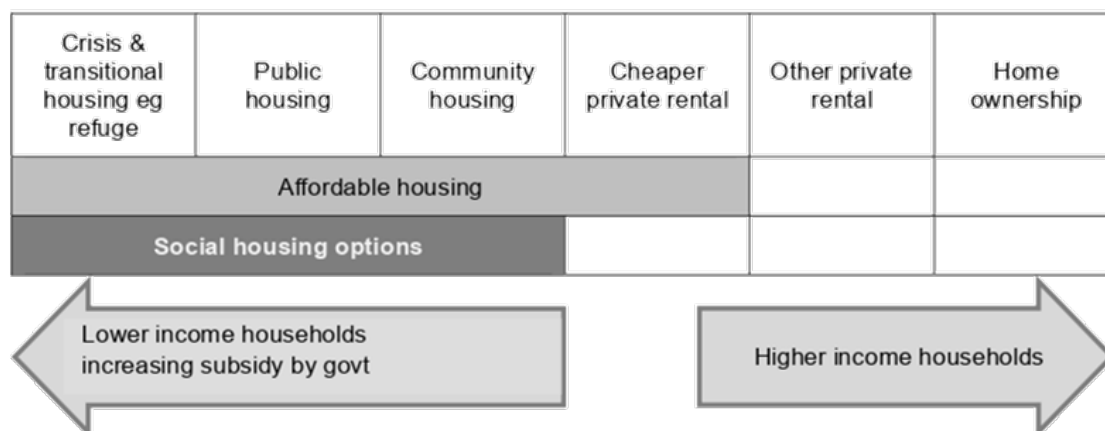 Crisis &
transitional
housing eg
refuge
Public
housing
Community
housing
Cheaper
private rental
Other private
rental
Home
ownership
Affordable housing
Social housing options
Lower income households
increasing subsidy by govt
Higher income households